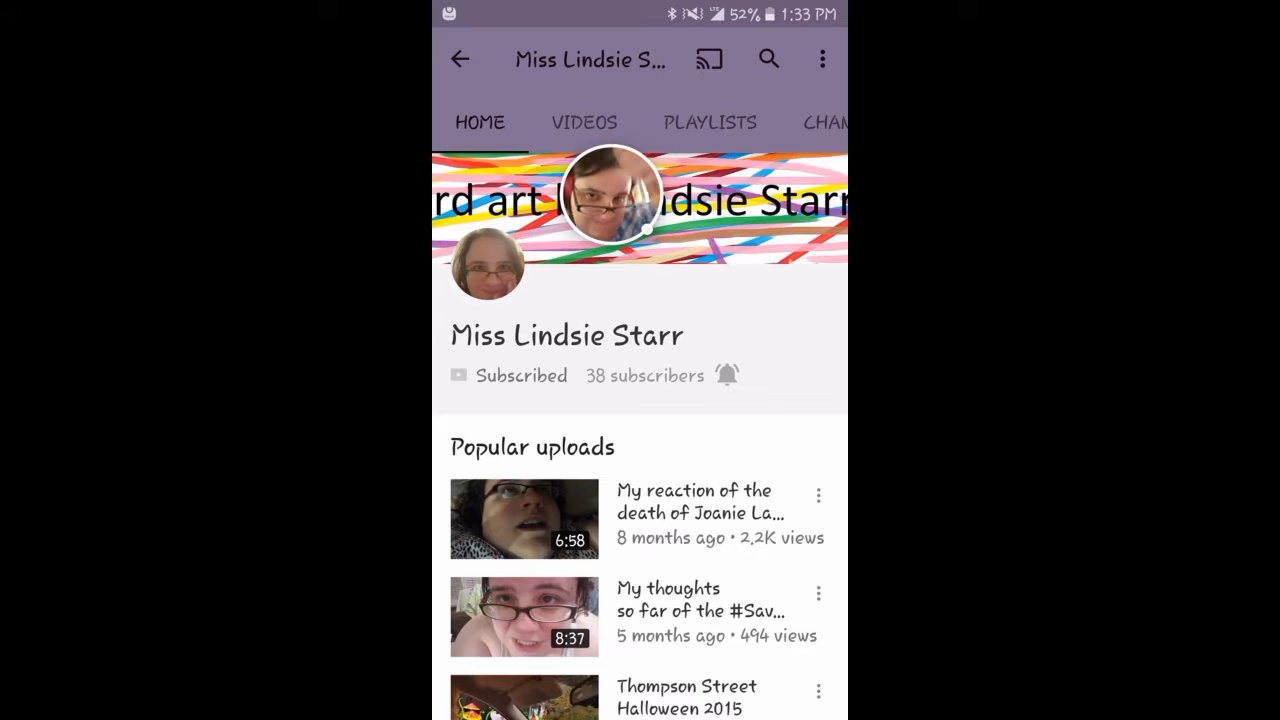 LTE 52% 1:33 PM
Miss Lindsie S...
HOME VIDEOS PLAYLISTS CHAN
rd art dsie Starr
Miss Lindsie Starr
Subscribed 38 subscribers
Popular uploads
My reaction of the
death of Joanie La...
6:58
8 months ago • 2.2K views
My thoughts
so far of the #Sav...
8:37
5 months ago • 494 views
Thompson Street
Halloween 2015